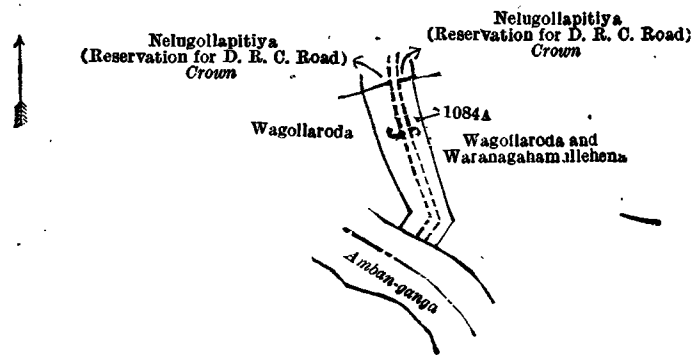 Nelugollapitiya
(Reservation for D. R. C. Road)
Crown
Nelugollapitiya
(Reservation for D. R. C. Road)
Crown
1084A
Wagollaroda
Wagollaroda and
Amban-ganga